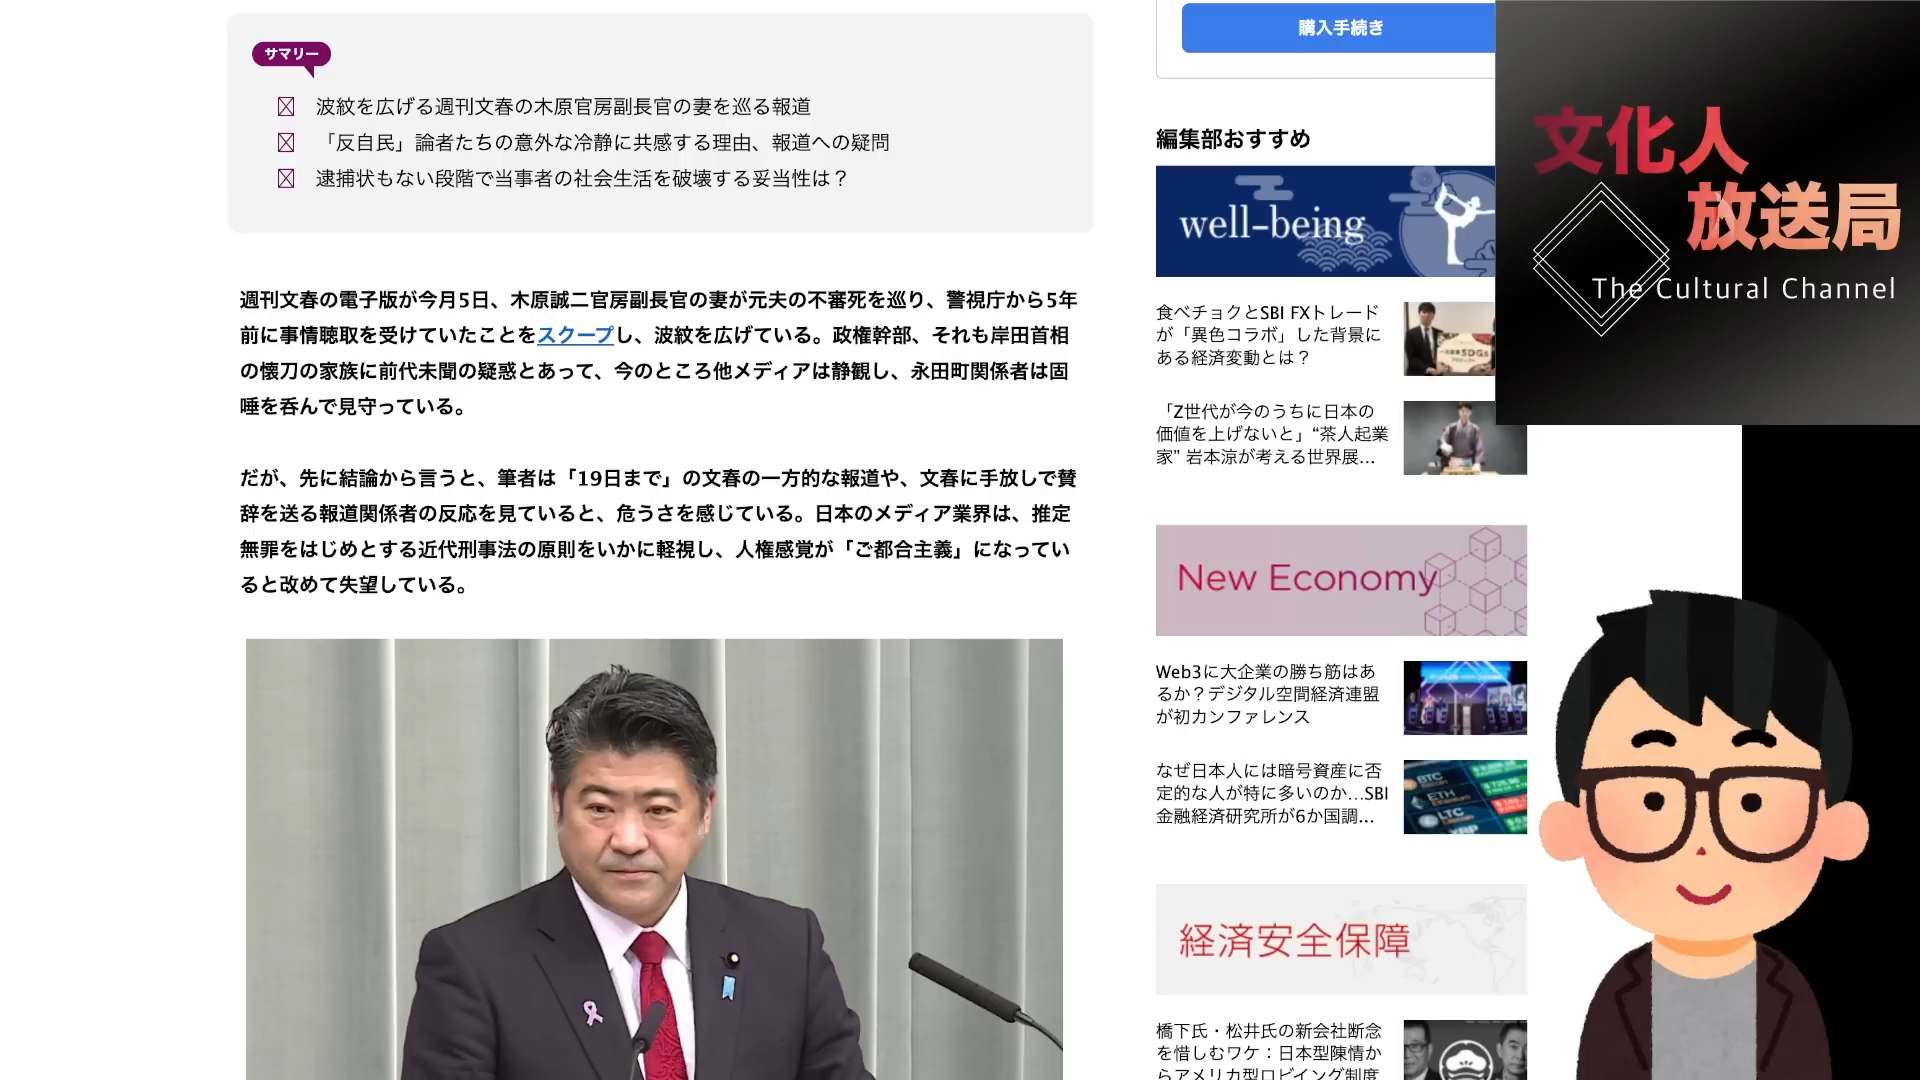 サマリー
波紋を広げる週刊文春の木原官房副長官の妻を巡る報道
「反自民」論者たちの意外な冷静に共感する理由、報道への疑問
逮捕状もない段階で当事者の社会生活を破壊する妥当性は？
週刊文春の電子版が今月5日、木原誠二官房副長官の妻が元夫の不審死を巡り、警視庁から5年
前に事情聴取を受けていたことをスクープし、波紋を広げている。政権幹部、それも岸田首相
の懐刀の家族に前代未聞の疑惑とあって、今のところ他メディアは静観し、永田町関係者は固
唾を呑んで見守っている。
だが、先に結論から言うと、筆者は「19日まで」の文春の一方的な報道や、文春に手放しで賛
辞を送る報道関係者の反応を見ていると、危うさを感じている。日本のメディア業界は、推定
無罪をはじめとする近代刑事法の原則をいかに軽視し、人権感覚が「ご都合主義」になってい
ると改めて失望している。
購入手続き
編集部おすすめ
well-being
食べチョクとSBI FXトレード
が「異色コラボ」した背景に
ある経済変動とは？
「Z世代が今のうちに日本の
価値を上げないと」“茶人起業
家” 岩本涼が考える世界展…
New Economy
Web3に大企業の勝ち筋はあ
るか？デジタル空間経済連盟
が初カンファレンス
なぜ日本人には暗号資産に否
定的な人が特に多いのか…SBI
金融経済研究所が6か国調…
BTC
ETH
LTC
経済安全保障
橋下氏・松井氏の新会社断念
を惜しむワケ：日本型陳情か
らアメリカ型ロビイング制度
文化人
放送局
The Cultural Channel